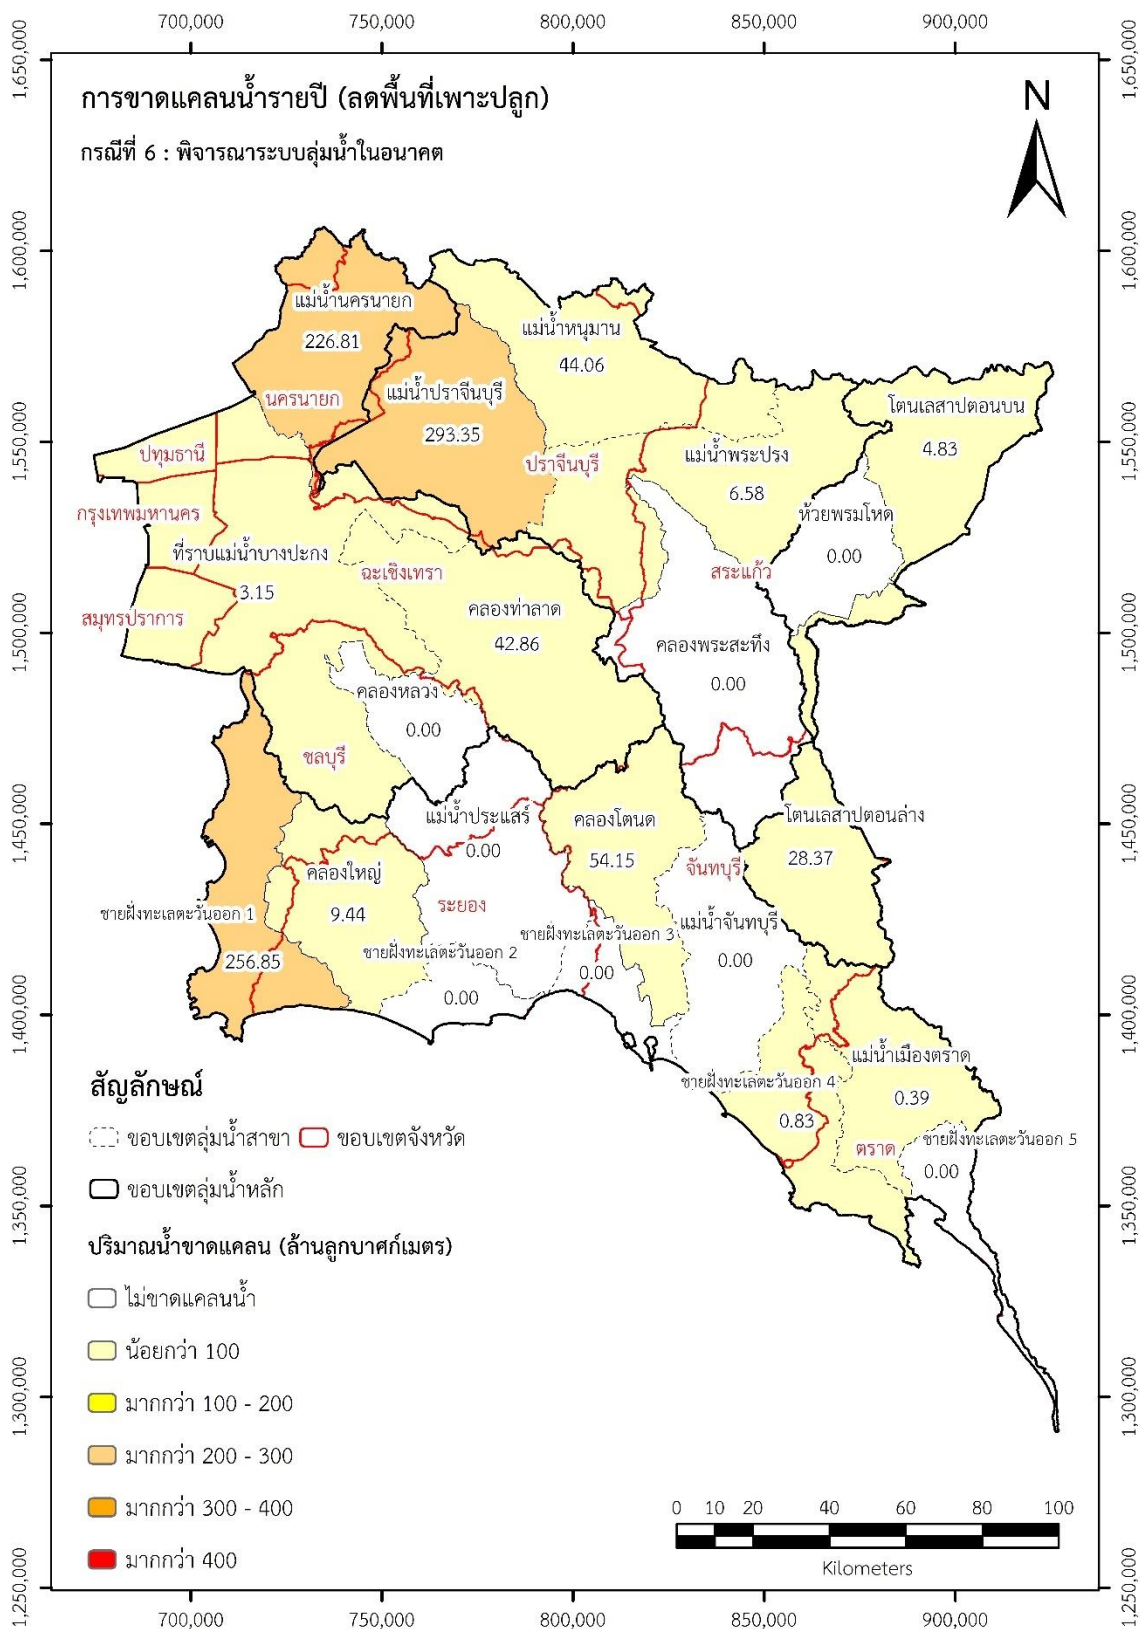 700,000 750,000 800,000 850,000 900,000
1,650,000 1,650,000
การขาดแคลนน้ำรายปี (ลดพื้นที่เพาะปลูก)
N
กรณีที่ 6 : พิจารณาระบบลุ่มน้ำในอนาคต
1,600,000 1,600,000
แม่น้ำนครนายก
226.81
แม่น้ำหนุมาน
44.06
นครนายก
แม่น้ำปราจีนบุรี
293.35
โตนเลสาปตอนบน
4.83
1,550,000 1,550,000
ปทุมธานี
ปราจีนบุรี
แม่น้ำพระปรง
6.58
กรุงเทพมหานคร
ห้วยพรมโหด
0.00
ที่ราบแม่น้ำบางปะกง
3.15
ฉะเชิงเทรา
สระแก้ว
สมุทรปราการ
คลองท่าลาด
42.86
1,500,000 1,500,000
คลองพระสะทึง
0.00
คลองหลวง
0.00
ชลบุรี
แม่น้ำประแสร์
0.00
คลองโตนด
54.15
โตนเลสาปตอนล่าง
28.37
1,450,000 1,450,000
คลองใหญ่
9.44
จันทบุรี
ระยอง
ชายฝั่งทะเลตะวันออก 1
256.85
แม่น้ำจันทบุรี
0.00
ชายฝั่งทะเลตะวันออก 3
0.00
ชายฝั่งทะเลตะวันออก 2
0.00
1,400,000 1,400,000
แม่น้ำเมืองตราด
0.39
ชายฝั่งทะเลตะวันออก 4
0.83
ชายฝั่งทะเลตะวันออก 5
0.00
ตราด
สัญลักษณ์
ขอบเขตลุ่มน้ำสาขา ขอบเขตจังหวัด
ขอบเขตลุ่มน้ำหลัก
1,350,000 1,350,000
ปริมาณน้ำขาดแคลน (ล้านลูกบาศก์เมตร)
ไม่ขาดแคลนน้ำ
น้อยกว่า 100
มากกว่า 100 - 200
มากกว่า 200 - 300
มากกว่า 300 - 400
มากกว่า 400
1,300,000 1,300,000
0 10 20 40 60 80 100
Kilometers
1,250,000 1,250,000
700,000 750,000 800,000 850,000 900,000